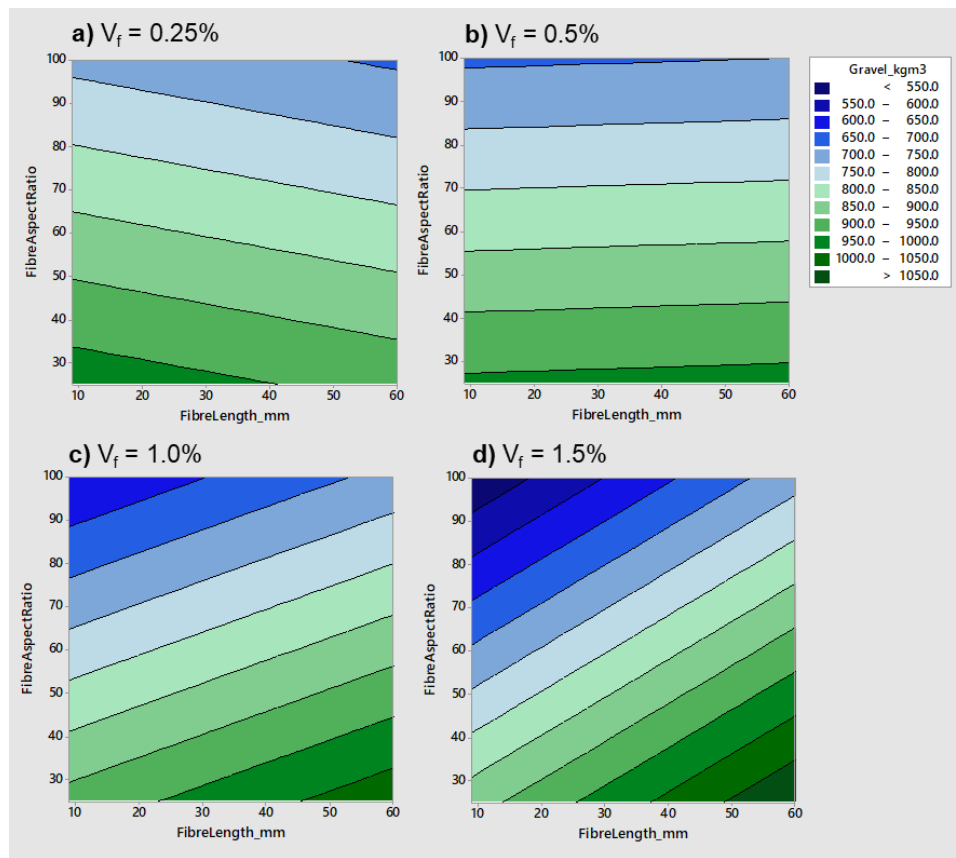 a) Vf = 0.25%
100
90
80
70
60
50
40
30
FibreAspectRatio
10 20 30 40 50 60
FibreLength_mm
b) Vf = 0.5%
100
90
80
70
60
50
40
30
FibreAspectRatio
10 20 30 40 50 60
FibreLength_mm
Gravel_kgm3
< 550.0
550.0 – 600.0
600.0 – 650.0
650.0 – 700.0
700.0 – 750.0
750.0 – 800.0
800.0 – 850.0
850.0 – 900.0
900.0 – 950.0
950.0 – 1000.0
1000.0 – 1050.0
> 1050.0
c) Vf = 1.0%
100
90
80
70
60
50
40
30
FibreAspectRatio
10 20 30 40 50 60
FibreLength_mm
d) Vf = 1.5%
100
90
80
70
60
50
40
30
FibreAspectRatio
10 20 30 40 50 60
FibreLength_mm